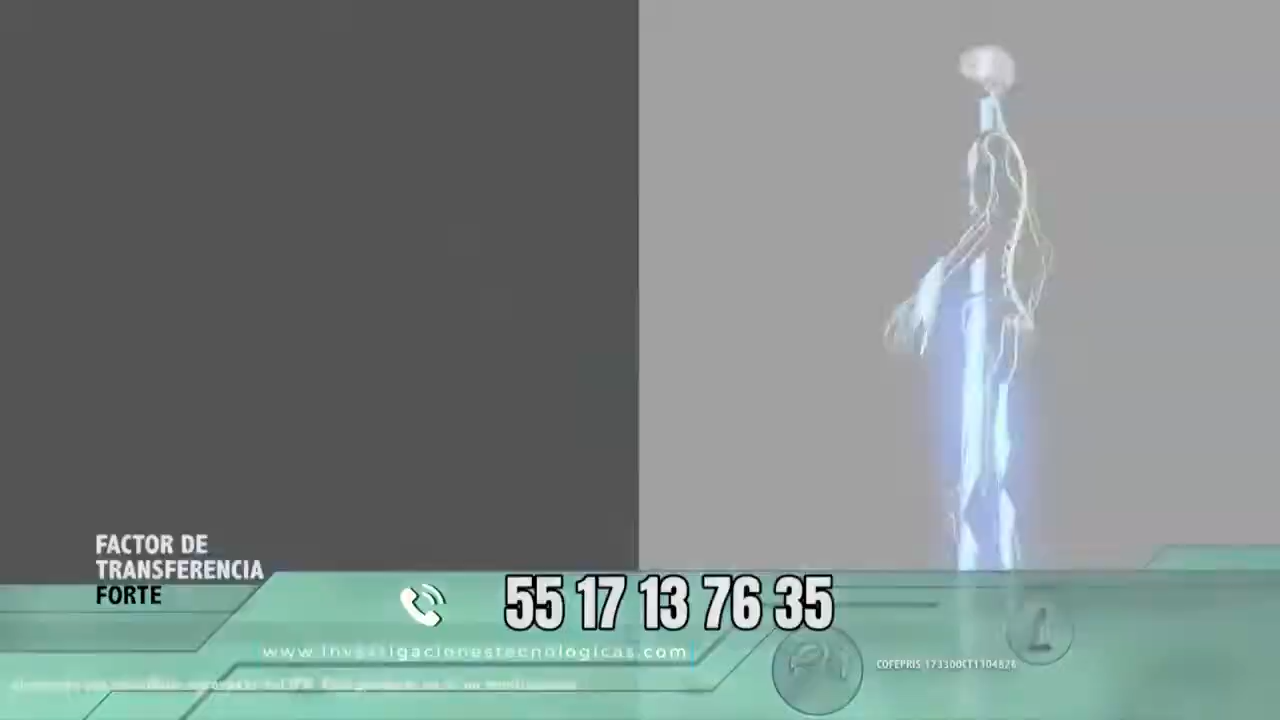 FACTOR DE
TRANSFERENCIA
FORTE
55 17 13 76 35
www.investigacionestecnologicas.com
COFEPRIS 173300CT1104826